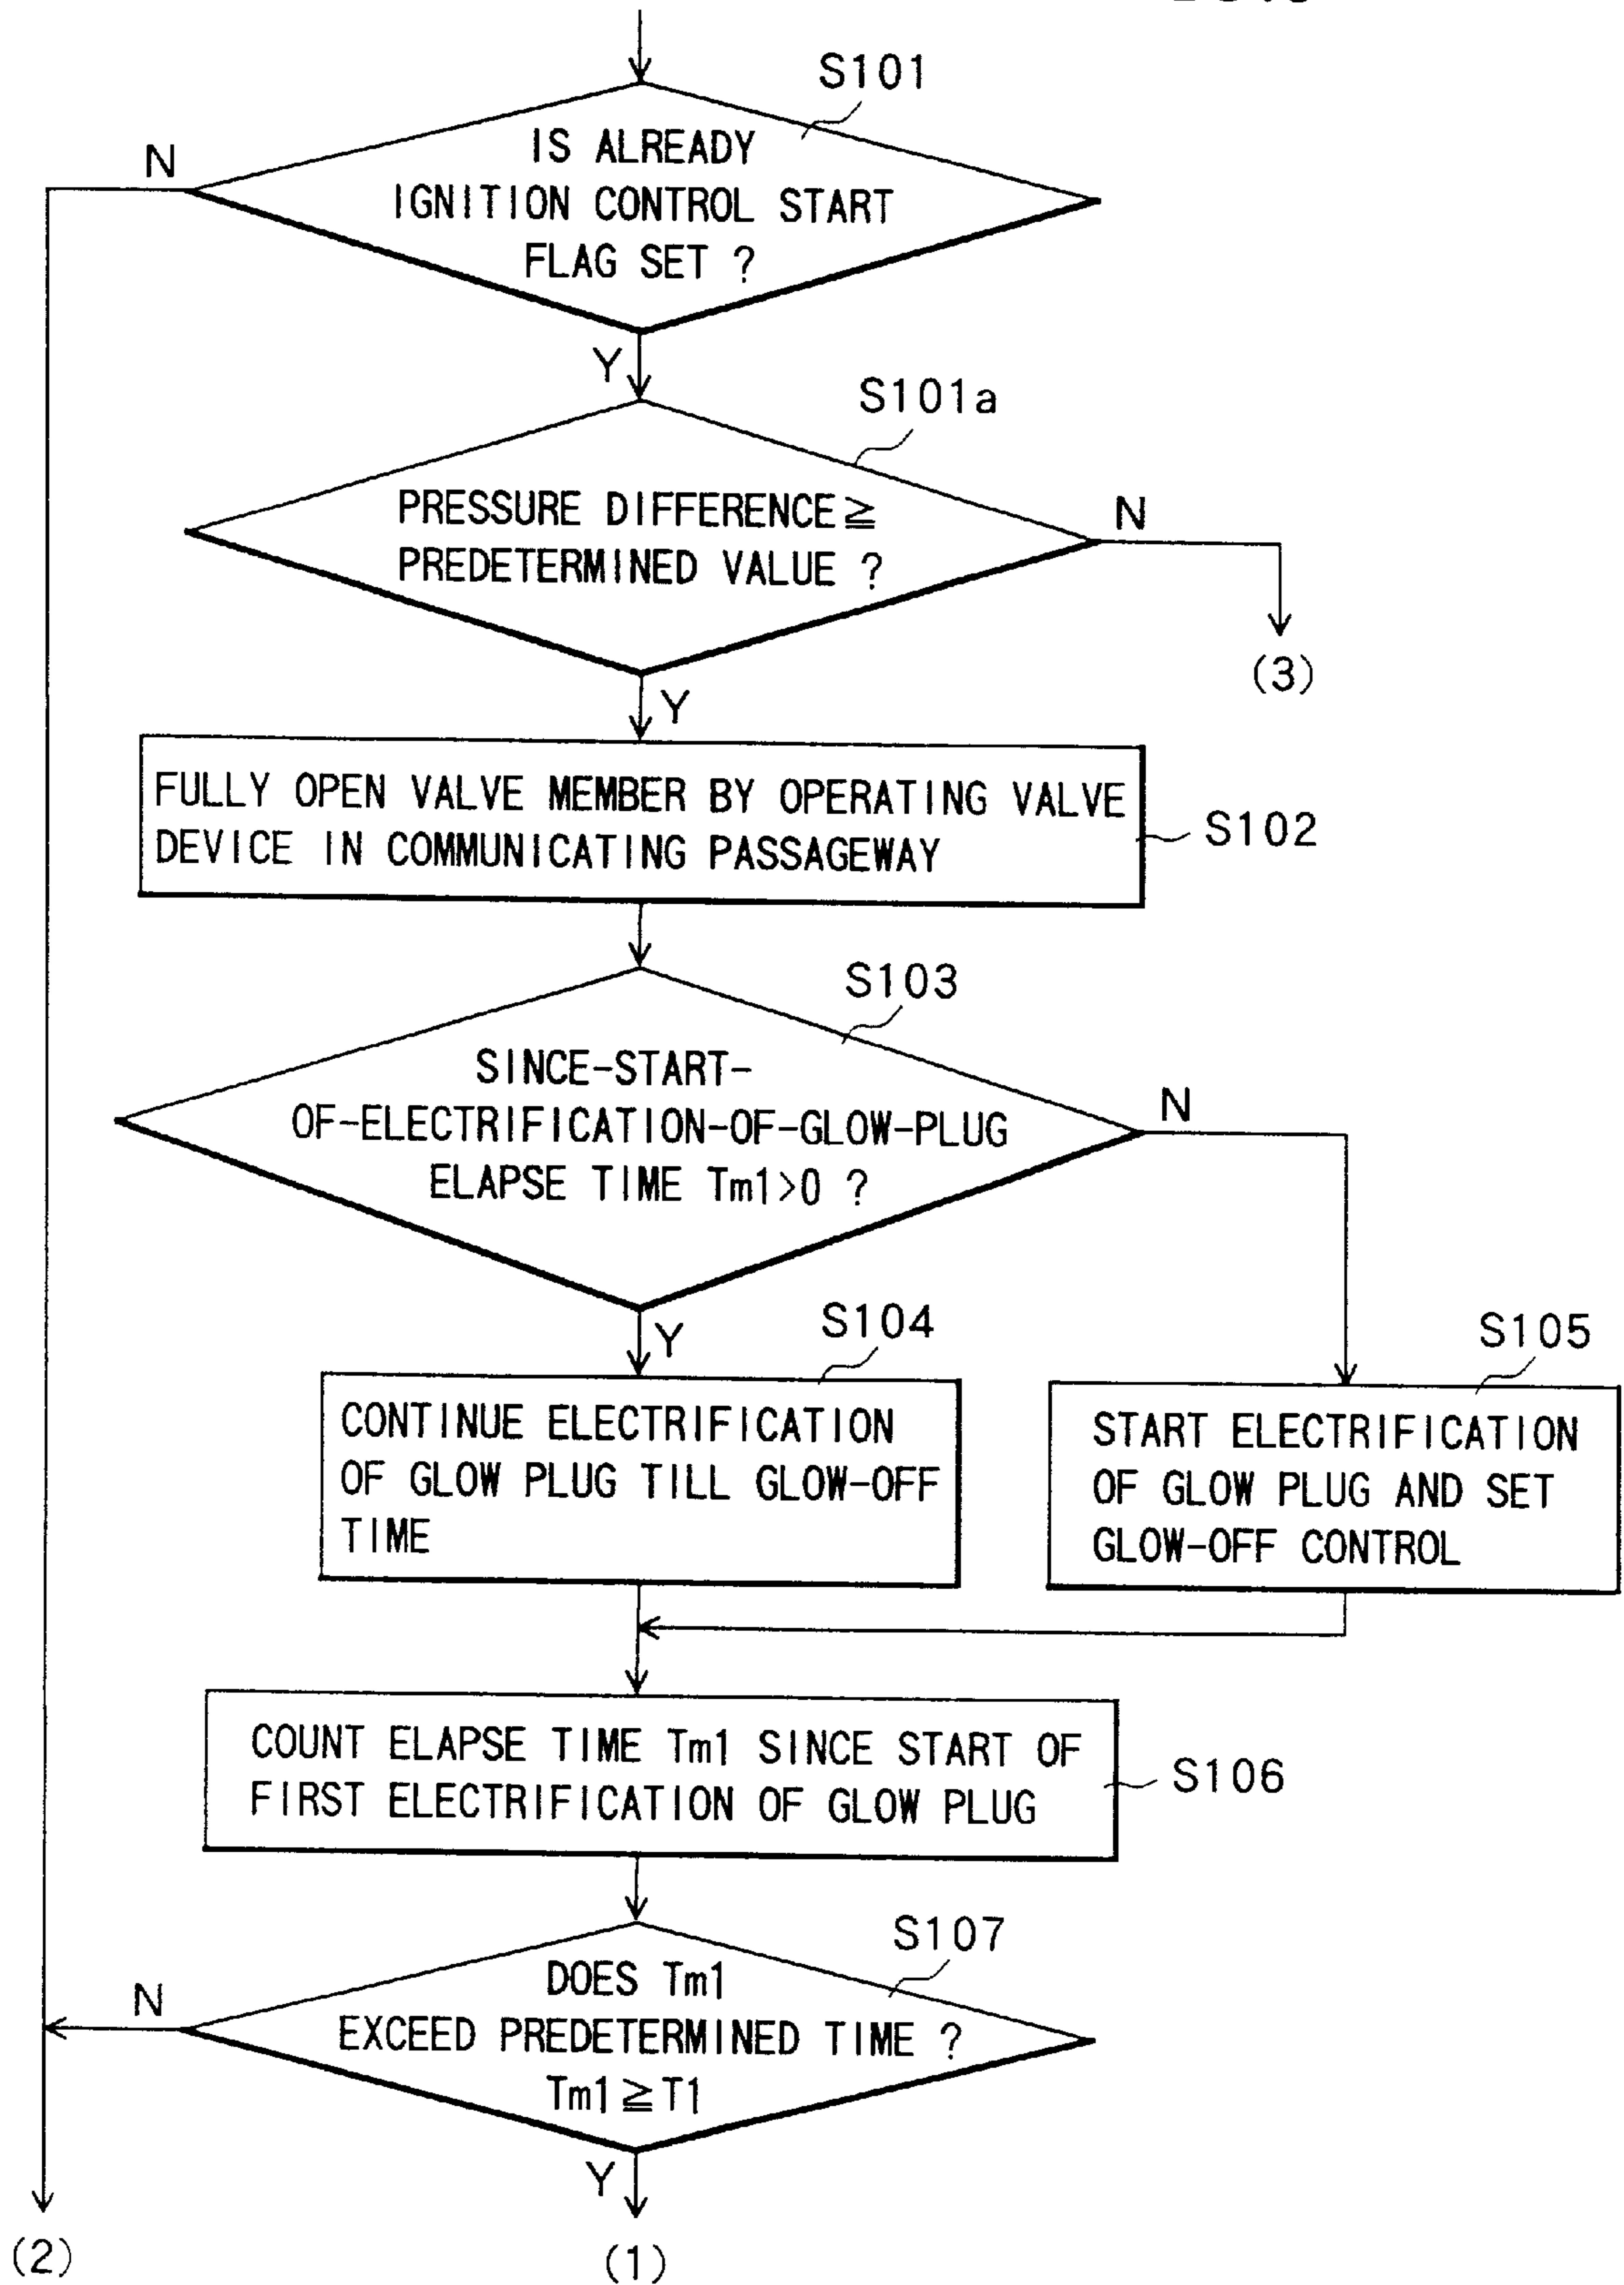 S101
N
IS ALREADY
IGNITION CONTROL START
FLAG SET ?
Y
S101a
PRESSURE DIFFERENCE≧
PREDETERMINED VALUE ?
N
(3)
Y
FULLY OPEN VALVE MEMBER BY OPERATING VALVE
DEVICE IN COMMUNICATING PASSAGEWAY
S102
S103
SINCE-START-
OF-ELECTRIFICATION-OF-GLOW-PLUG
ELAPSE TIME Tm1>0 ?
N
Y
S104
S105
CONTINUE ELECTRIFICATION
OF GLOW PLUG TILL GLOW-OFF
TIME
START ELECTRIFICATION
OF GLOW PLUG AND SET
GLOW-OFF CONTROL
COUNT ELAPSE TIME Tm1 SINCE START OF
FIRST ELECTRIFICATION OF GLOW PLUG
S106
S107
N
DOES Tm1
EXCEED PREDETERMINED TIME ?
Tm1≧T1
Y
(2)
(1)